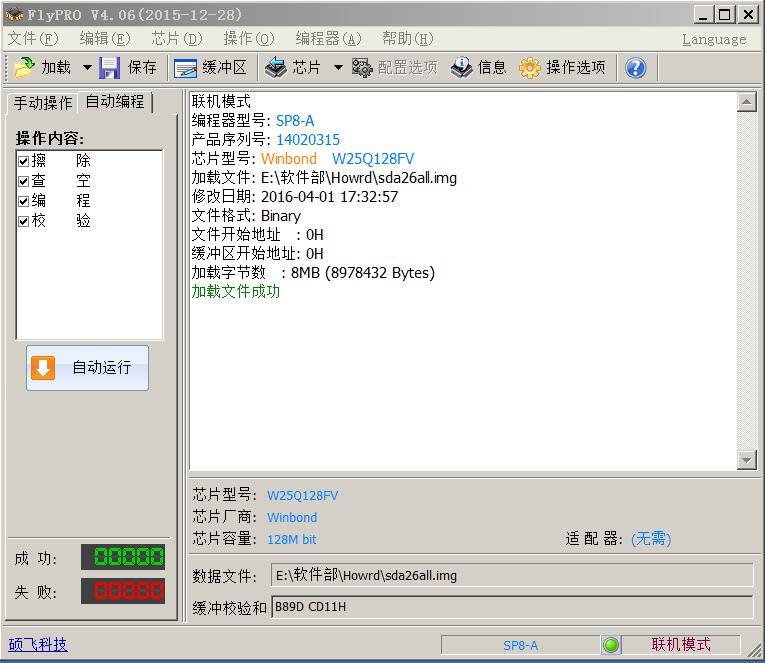 FlyPRO V4.06(2015-12-28)
文件(F) 编辑(E) 芯片(D) 操作(O) 编程器(A) 帮助(H) Language
加载 保存 缓冲区 芯片 配置选项 信息 操作选项
手动操作 自动编程
操作内容:
擦 除
查 空
编 程
校 验
自动运行
成 功: 00000
失 败: 00000
联机模式
编程器型号: SP8-A
产品序列号: 14020315
芯片型号: Winbond W25Q128FV
加载文件: E:\软件部\Howrd\sda26all.img
修改日期: 2016-04-01 17:32:57
文件格式: Binary
文件开始地址 : 0H
缓冲区开始地址: 0H
加载字节数 : 8MB (8978432 Bytes)
加载文件成功
芯片型号: W25Q128FV
芯片厂商: Winbond
芯片容量: 128M bit 适 配 器: (无需)
数据文件: E:\软件部\Howrd\sda26all.img
缓冲校验和 B89D CD11H
硕飞科技 SP8-A 联机模式